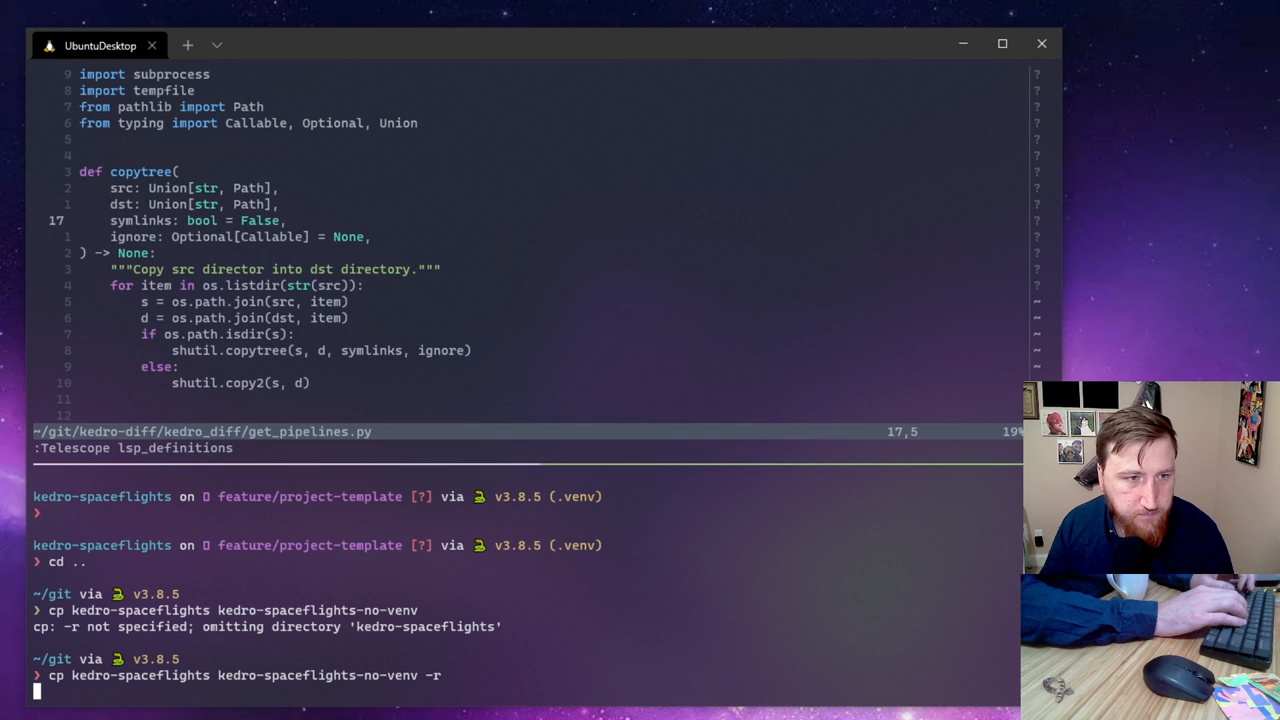 UbuntuDesktop
9 import subprocess
8 import tempfile
7 from pathlib import Path
6 from typing import Callable, Optional, Union
5
4
3 def copytree(
2 src: Union[str, Path],
1 dst: Union[str, Path],
17 symlinks: bool = False,
1 ignore: Optional[Callable] = None,
2 ) -> None:
3 """Copy src director into dst directory."""
4 for item in os.listdir(str(src)):
5 s = os.path.join(src, item)
6 d = os.path.join(dst, item)
7 if os.path.isdir(s):
8 shutil.copytree(s, d, symlinks, ignore)
9 else:
10 shutil.copy2(s, d)
11
12
~/git/kedro-diff/kedro_diff/get_pipelines.py 17,5 19%
:Telescope lsp_definitions
kedro-spaceflights on feature/project-template [?] via v3.8.5 (.venv)
❯
kedro-spaceflights on feature/project-template [?] via v3.8.5 (.venv)
❯ cd ..
~/git via v3.8.5
❯ cp kedro-spaceflights kedro-spaceflights-no-venv
cp: -r not specified; omitting directory 'kedro-spaceflights'
~/git via v3.8.5
❯ cp kedro-spaceflights kedro-spaceflights-no-venv -r